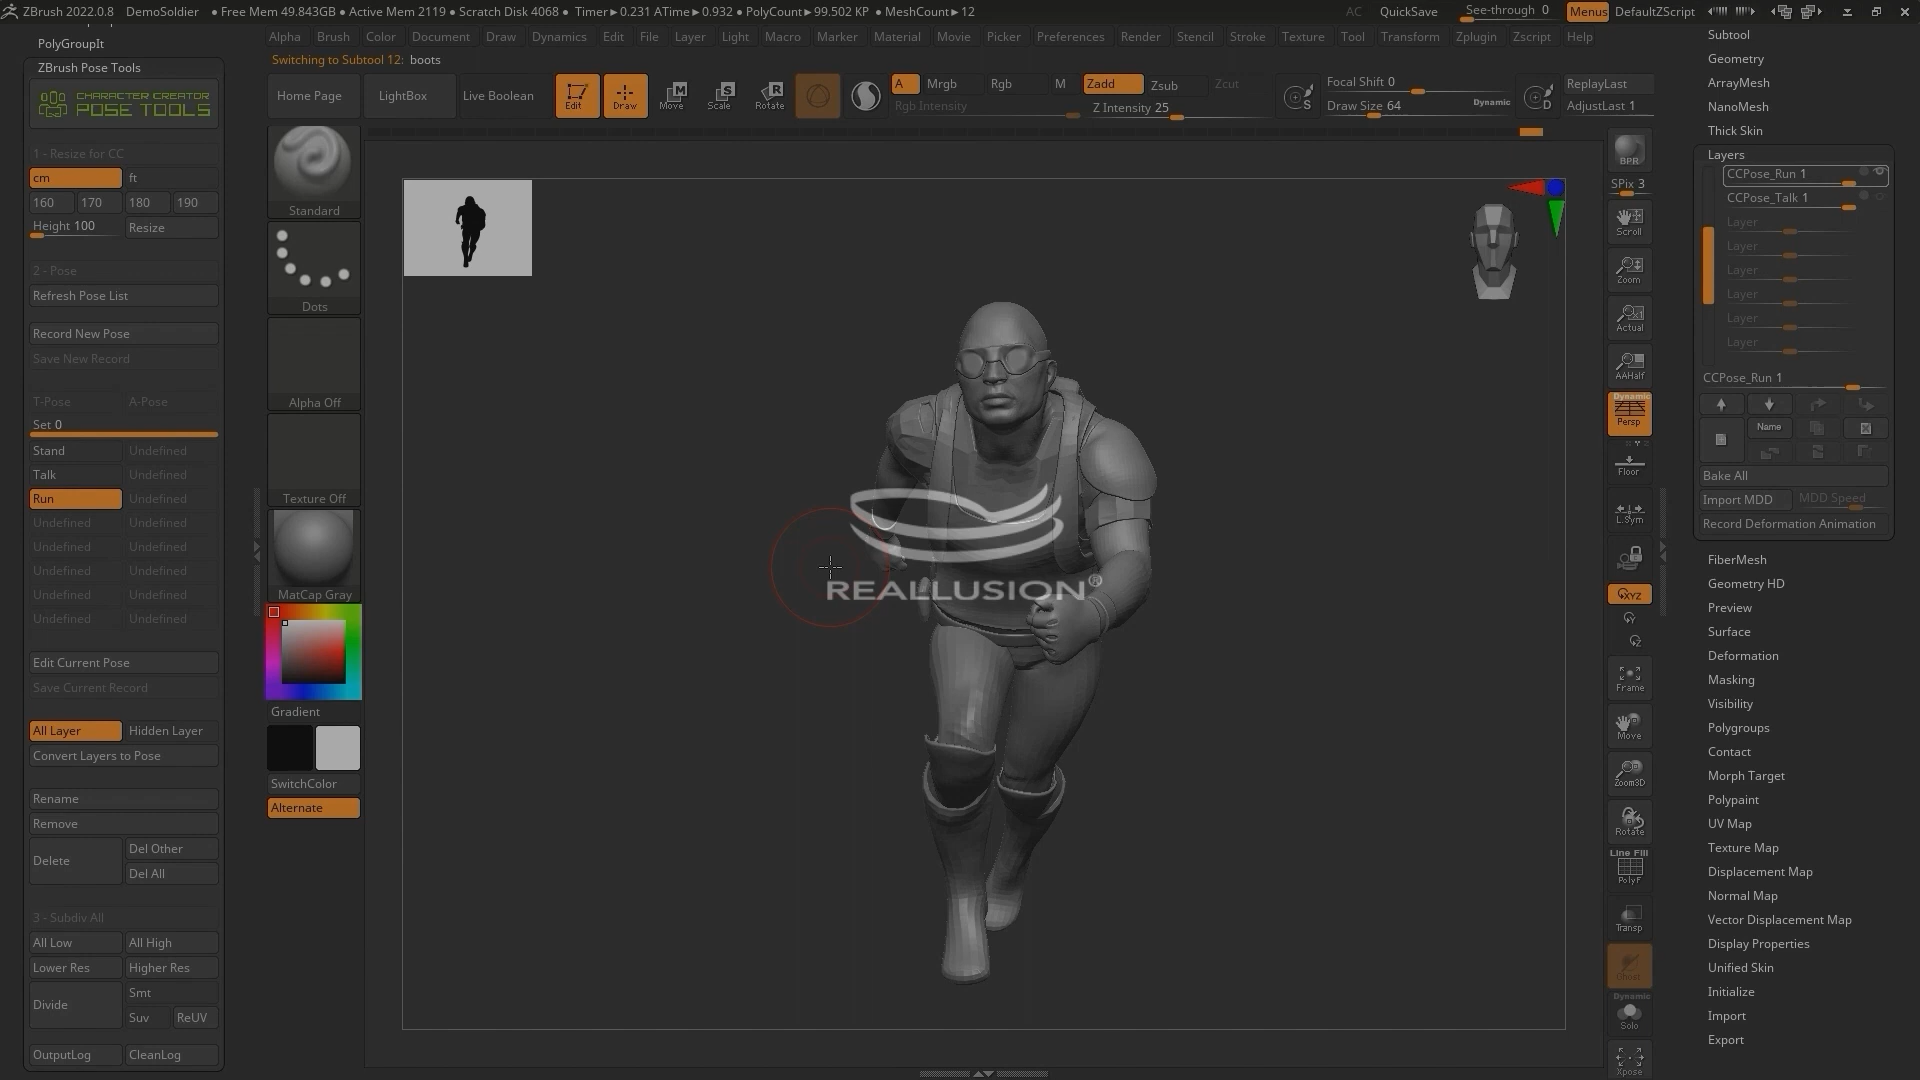 ZBrush 2022.0.8 DemoSoldier • Free Mem 49.843GB • Active Mem 2119 • Scratch Disk 4068 • Timer►0.231 ATime►0.932 • PolyCount►99.502 KP • MeshCount►12 AC QuickSave See-through 0 Menus DefaultZScript
Alpha Brush Color Document Draw Dynamics Edit File Layer Light Macro Marker Material Movie Picker Preferences Render Stencil Stroke Texture Tool Transform Zplugin Zscript Help
Switching to Subtool 12: boots
PolyGroupIt
ZBrush Pose Tools
CHARACTER CREATOR
POSE TOOLS
1 - Resize for CC
cm ft
160 170 180 190
Height 100 Resize
2 - Pose
Refresh Pose List
Record New Pose
Save New Record
T-Pose A-Pose
Set 0
Stand Undefined
Talk Undefined
Run Undefined
Undefined Undefined
Undefined Undefined
Undefined Undefined
Undefined Undefined
Undefined Undefined
Edit Current Pose
Save Current Record
All Layer Hidden Layer
Convert Layers to Pose
Rename
Remove
Delete Del Other
Del All
3 - Subdiv All
All Low All High
Lower Res Higher Res
Divide Smt
Suv ReUV
OutputLog CleanLog
Home Page LightBox Live Boolean Edit Draw Move Scale Rotate
A Mrgb Rgb M Zadd Zsub Zcut
Rgb Intensity Z Intensity 25
S Focal Shift 0
Draw Size 64 Dynamic
D ReplayLast
AdjustLast 1
Standard
Dots
Alpha Off
Texture Off
MatCap Gray
Gradient
SwitchColor
Alternate
REALLUSION®
BPR
SPix 3
Scroll
Zoom
Actual
AAHalf
Dynamic
Persp
Floor
L.Sym
XYZ
Y
Z
Frame
Move
Zoom3D
Rotate
Line Fill
PolyF
Transp
Ghost
Dynamic
Solo
Xpose
Subtool
Geometry
ArrayMesh
NanoMesh
Thick Skin
Layers
CCPose_Run 1
CCPose_Talk 1
Layer
Layer
Layer
Layer
Layer
Layer
CCPose_Run 1
Name
Bake All
Import MDD MDD Speed
Record Deformation Animation
FiberMesh
Geometry HD
Preview
Surface
Deformation
Masking
Visibility
Polygroups
Contact
Morph Target
Polypaint
UV Map
Texture Map
Displacement Map
Normal Map
Vector Displacement Map
Display Properties
Unified Skin
Initialize
Import
Export